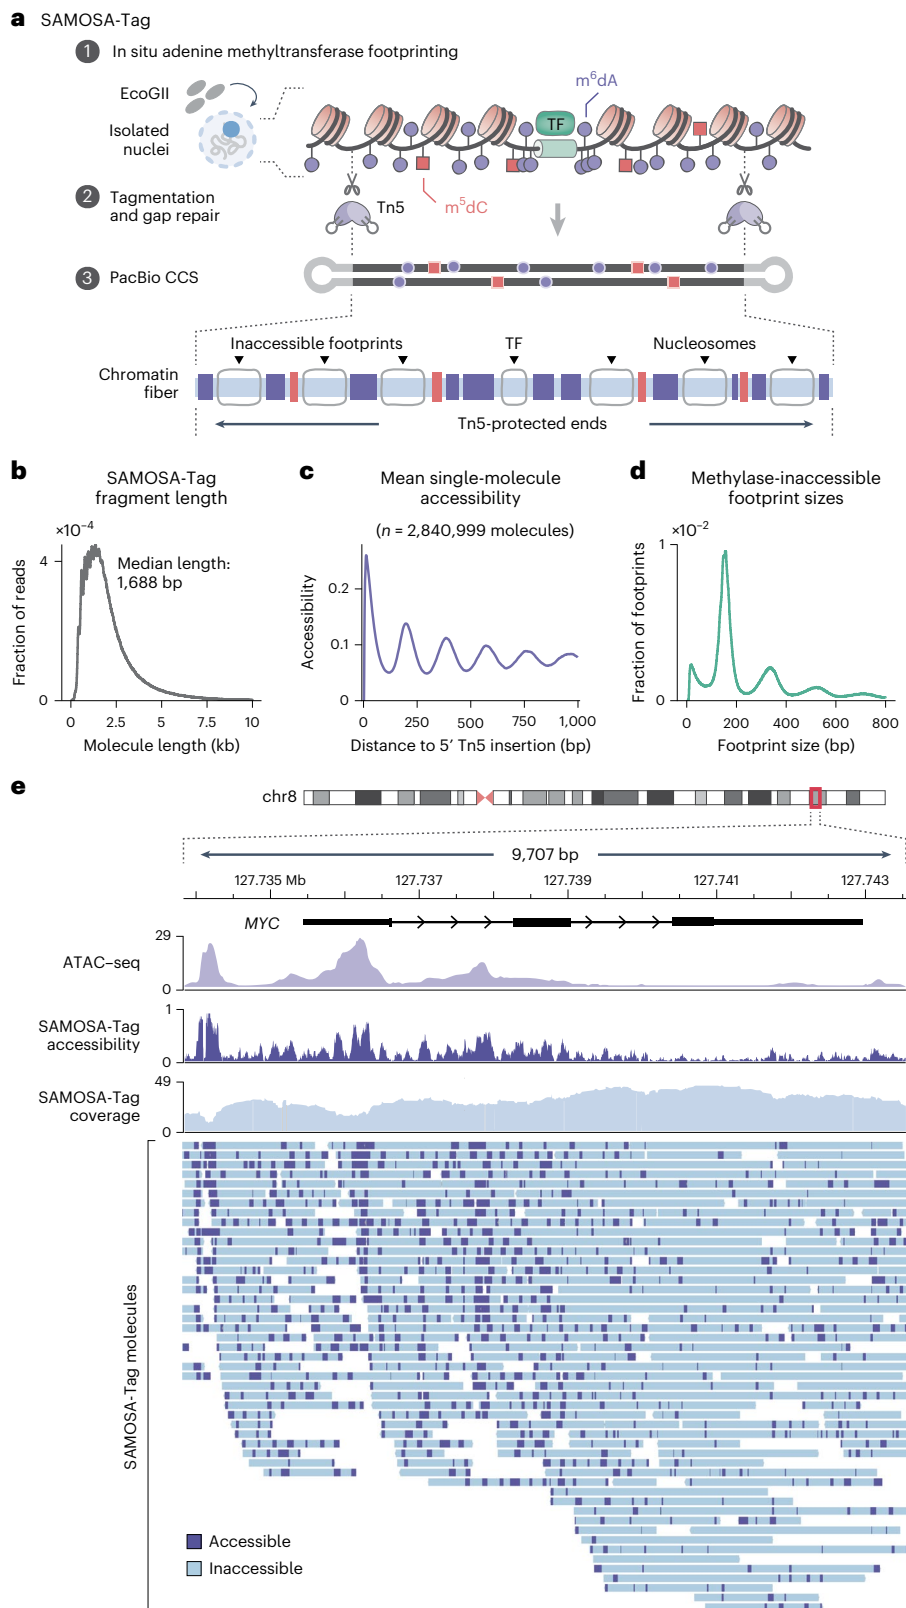 a SAMOSA-Tag
1 In situ adenine methyltransferase footprinting
EcoGII
m⁶dA
TF
Isolated
nuclei
2 Tagmentation
and gap repair
Tn5
m⁵dC
3 PacBio CCS
Inaccessible footprints
TF
Nucleosomes
Chromatin
fiber
Tn5-protected ends
b SAMOSA-Tag
fragment length
×10⁻⁴
4
Median length:
1,688 bp
Fraction of reads
0
0 2.5 5 7.5 10
Molecule length (kb)
c Mean single-molecule
accessibility
(n = 2,840,999 molecules)
Accessibility
0.2
0.1
0
0 250 500 750 1,000
Distance to 5′ Tn5 insertion (bp)
d Methylase-inaccessible
footprint sizes
×10⁻²
1
Fraction of footprints
0
0 200 400 600 800
Footprint size (bp)
e
chr8
9,707 bp
127.735 Mb 127.737 127.739 127.741 127.743
MYC
29
ATAC–seq
0
1
SAMOSA-Tag
accessibility
0
49
SAMOSA-Tag
coverage
0
SAMOSA-Tag molecules
Accessible
Inaccessible